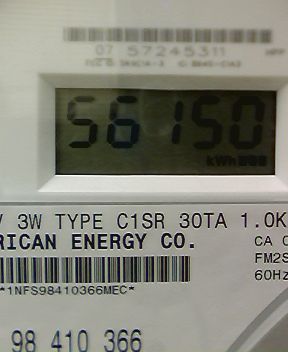 07 57245311
56150
kWh
V 3W TYPE C1SR 30TA 1.0K
RICAN ENERGY CO.
CA
FM2S
60Hz
*1NFS98410366MEC*
98 410 366